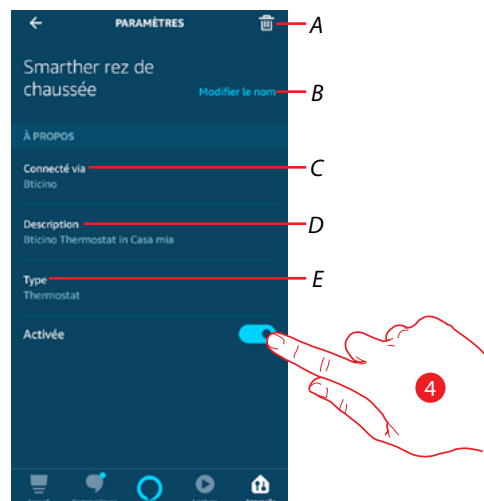 PARAMÈTRES
A
Smarther rez de
chaussée
Modifier le nom
B
À PROPOS
Connecté via
C
Bticino
Description
D
Bticino Thermostat in Casa mia
Type
E
Thermostat
Activée
4